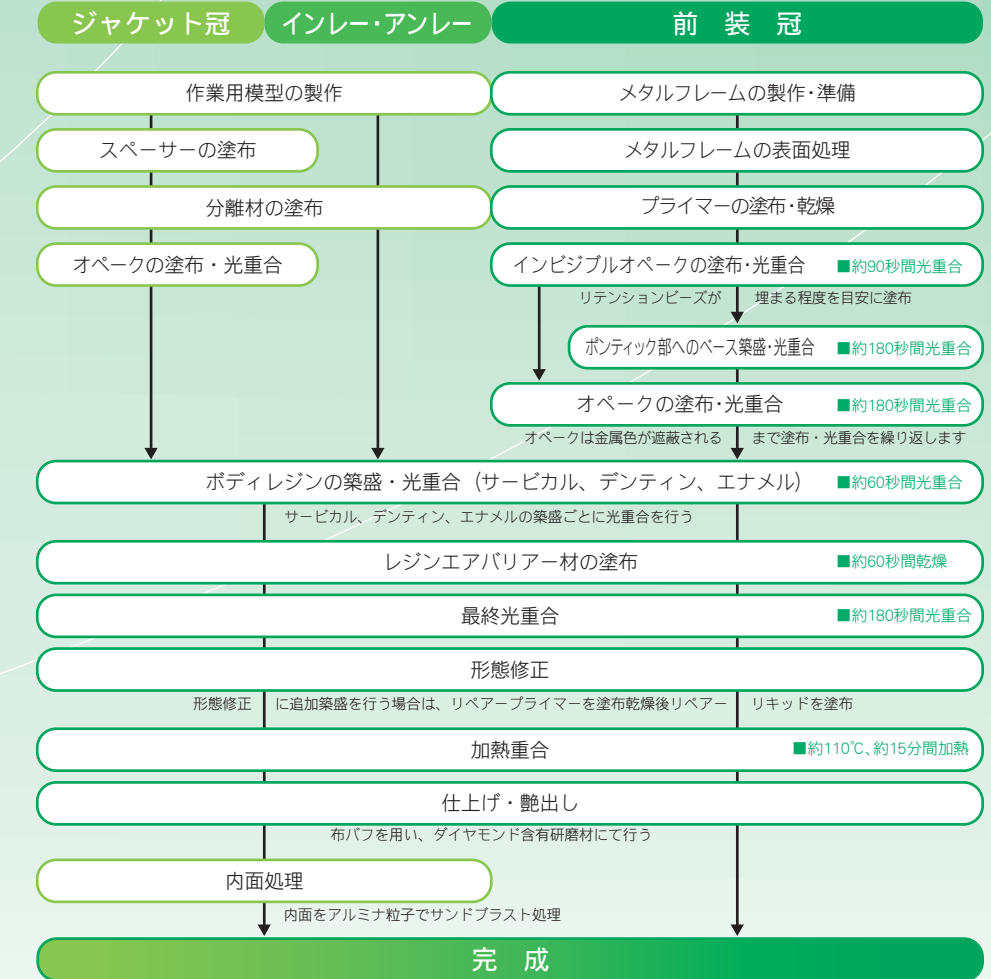 ジャケット冠
インレー・アンレー
前装冠
作業用模型の製作
メタルフレームの製作・準備
スペーサーの塗布
メタルフレームの表面処理
分離材の塗布
プライマーの塗布・乾燥
オペークの塗布・光重合
インビジブルオペークの塗布・光重合 ■約90秒間光重合
リテンションビーズが 埋まる程度を目安に塗布
ポンティック部へのベース築盛・光重合 ■約180秒間光重合
オペークの塗布・光重合 ■約180秒間光重合
オペークは金属色が遮蔽される まで塗布・光重合を繰り返します
ボディレジンの築盛・光重合（サービカル、デンティン、エナメル） ■約60秒間光重合
サービカル、デンティン、エナメルの築盛ごとに光重合を行う
レジンエアバリアー材の塗布 ■約60秒間乾燥
最終光重合 ■約180秒間光重合
形態修正
形態修正 に追加築盛を行う場合は、リペアープライマーを塗布乾燥後リペアー リキッドを塗布
加熱重合 ■約110℃、約15分間加熱
仕上げ・艶出し
布バフを用い、ダイヤモンド含有研磨材にて行う
内面処理
内面をアルミナ粒子でサンドブラスト処理
完成